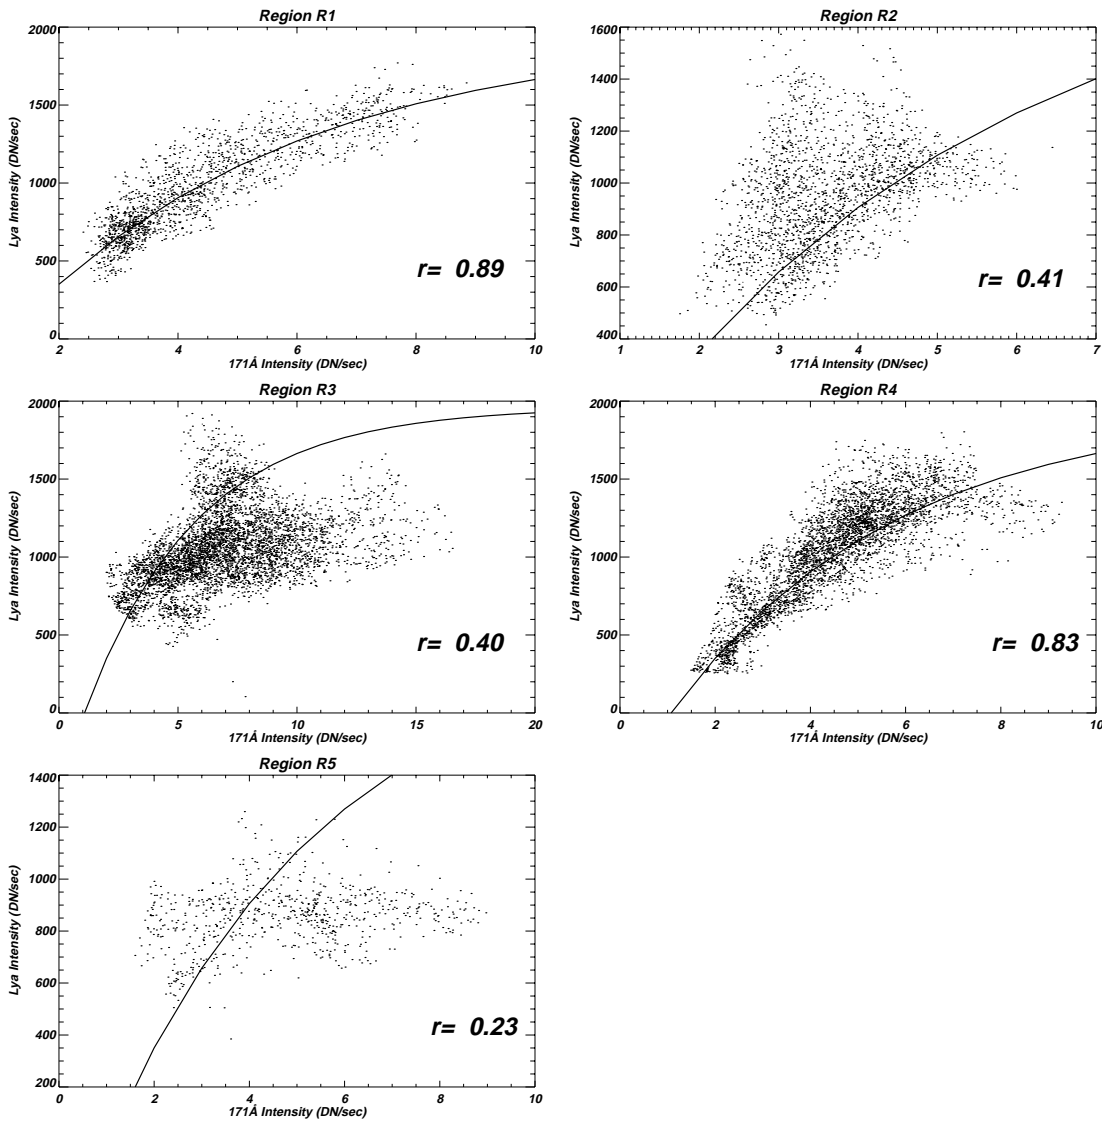 Region R1
2000
1500
1000
500
0
Lya Intensity (DN/sec)
r= 0.89
2 4 6 8 10
171Å Intensity (DN/sec)
Region R2
1600
1400
1200
1000
800
600
400
Lya Intensity (DN/sec)
r= 0.41
1 2 3 4 5 6 7
171Å Intensity (DN/sec)
Region R3
2000
1500
1000
500
0
Lya Intensity (DN/sec)
r= 0.40
0 5 10 15 20
171Å Intensity (DN/sec)
Region R4
2000
1500
1000
500
0
Lya Intensity (DN/sec)
r= 0.83
0 2 4 6 8 10
171Å Intensity (DN/sec)
Region R5
1400
1200
1000
800
600
400
200
Lya Intensity (DN/sec)
r= 0.23
0 2 4 6 8 10
171Å Intensity (DN/sec)